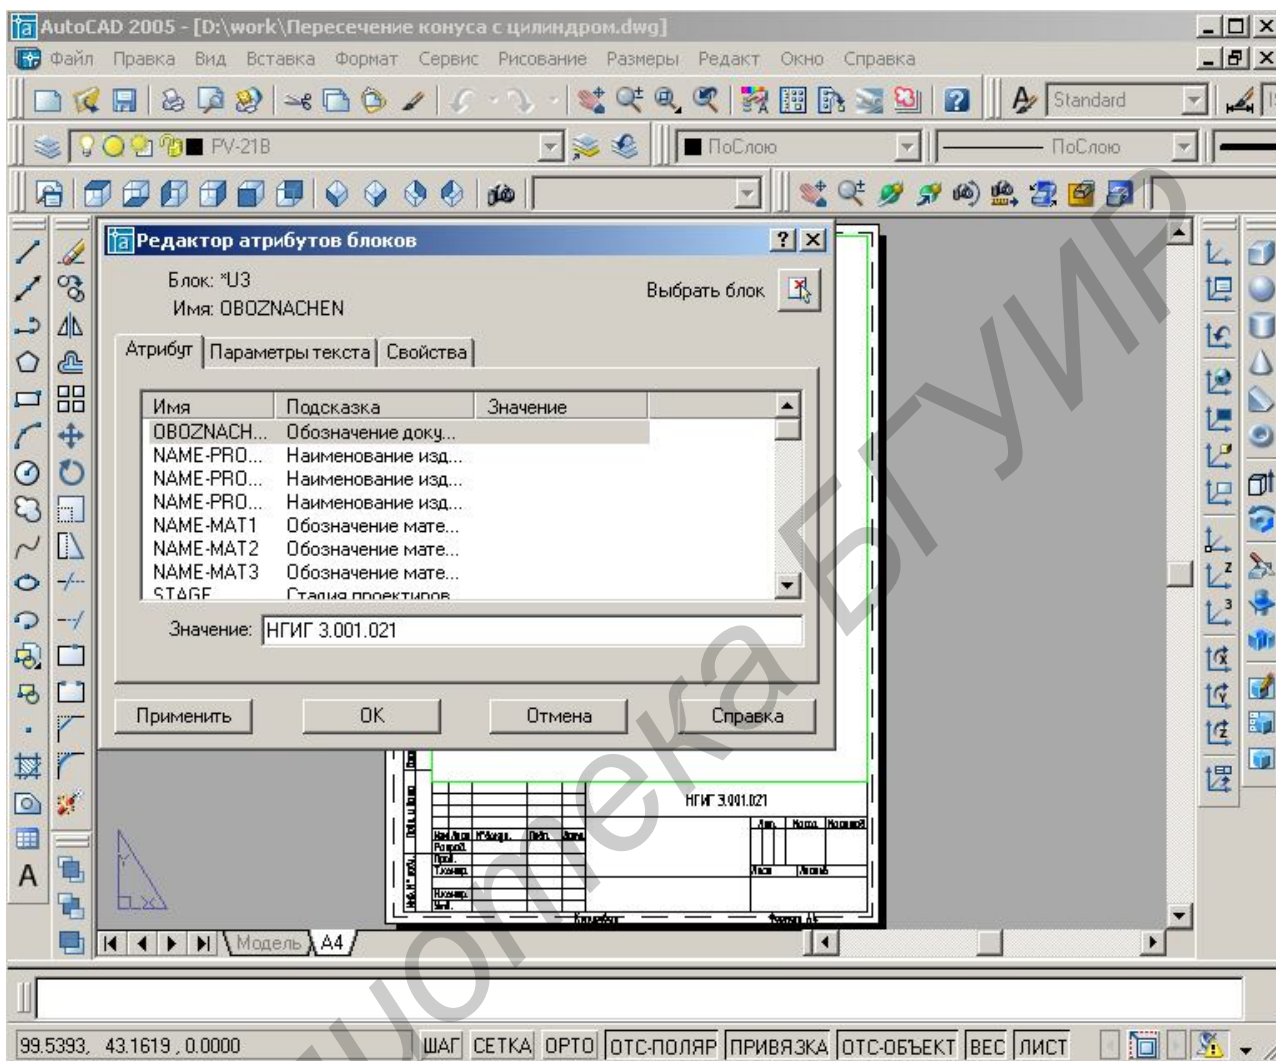 AutoCAD 2005 - [D:\work\Пересечение конуса с цилиндром.dwg]
Файл Правка Вид Вставка Формат Сервис Рисование Размеры Редакт Окно Справка
Standard
PV-21B ПоСлою ПоСлою
Редактор атрибутов блоков
Блок: *U3
Имя: OBOZNACHEN
Выбрать блок
Атрибут Параметры текста Свойства
Имя Подсказка Значение
OBOZNACH... Обозначение доку...
NAME-PRO... Наименование изд...
NAME-PRO... Наименование изд...
NAME-PRO... Наименование изд...
NAME-MAT1 Обозначение мате...
NAME-MAT2 Обозначение мате...
NAME-MAT3 Обозначение мате...
STAGE Стадия проектиров
Значение: НГИГ 3.001.021
Применить OK Отмена Справка
НГИГ 3.001.021
Модель A4
99.5393, 43.1619 , 0.0000 ШАГ СЕТКА ОРТО ОТС-ПОЛЯР ПРИВЯЗКА ОТС-ОБЪЕКТ ВЕС ЛИСТ
БГУИР